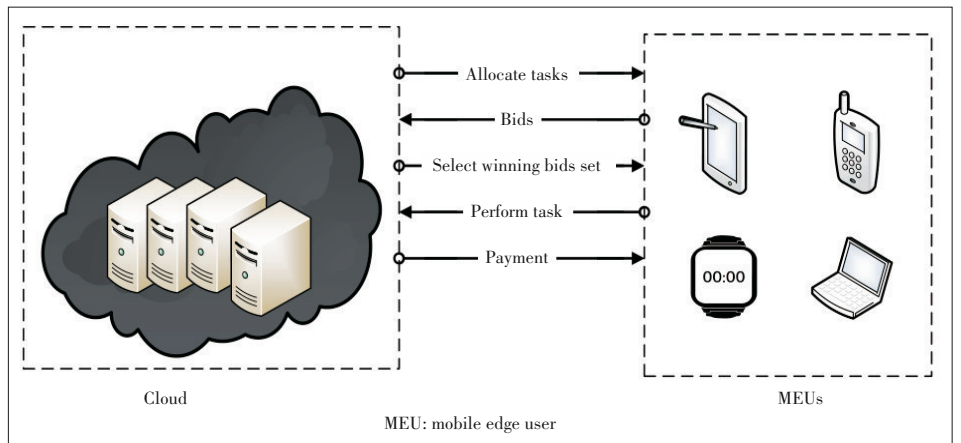 Allocate tasks
Bids
Select winning bids set
Perform task
Payment
00:00
Cloud
MEUs
MEU: mobile edge user